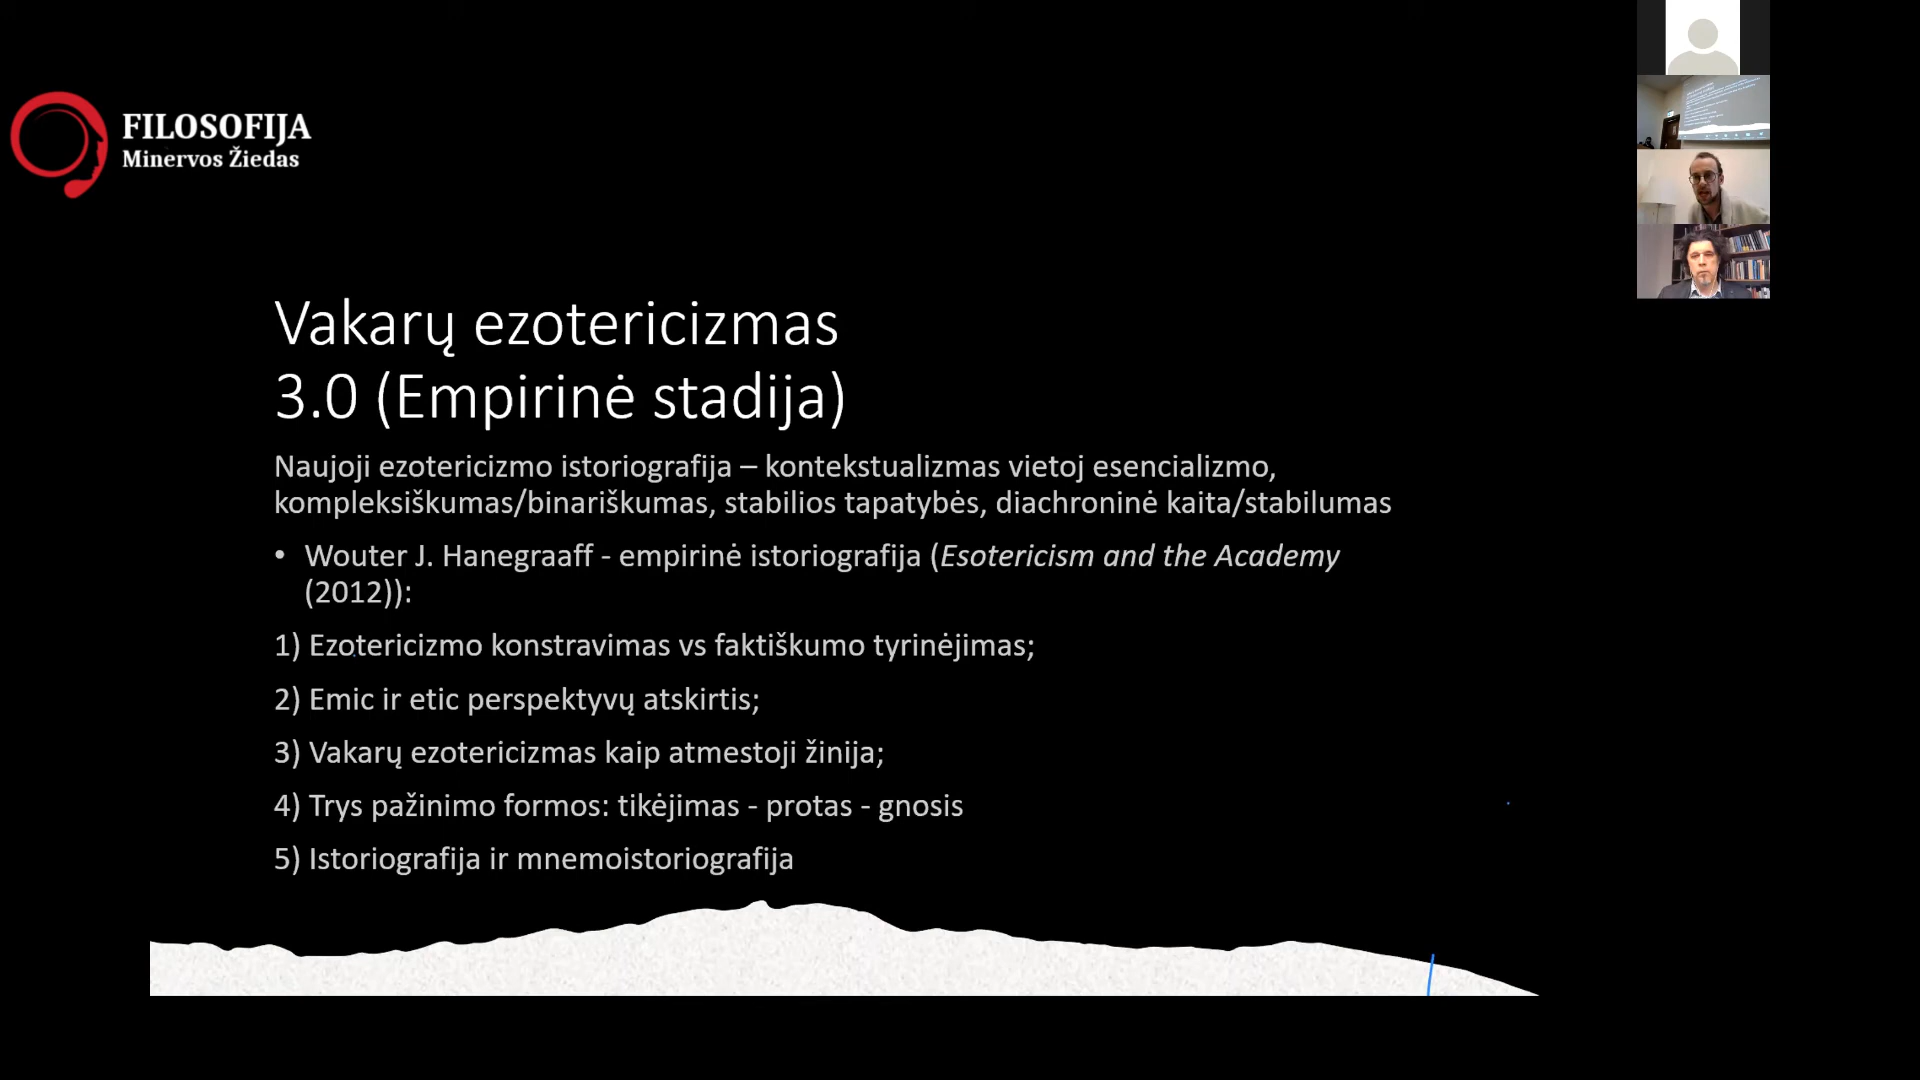 FILOSOFIJA
Minervos Žiedas
Vakarų ezotericizmas
3.0 (Empirinė stadija)
Naujoji ezotericizmo istoriografija – kontekstualizmas vietoj esencializmo,
kompleksiškumas/binariškumas, stabilios tapatybės, diachroninė kaita/stabilumas
• Wouter J. Hanegraaff - empirinė istoriografija (Esotericism and the Academy
(2012)):
1) Ezotericizmo konstravimas vs faktiškumo tyrinėjimas;
2) Emic ir etic perspektyvų atskirtis;
3) Vakarų ezotericizmas kaip atmestoji žinija;
4) Trys pažinimo formos: tikėjimas - protas - gnosis
5) Istoriografija ir mnemoistoriografija